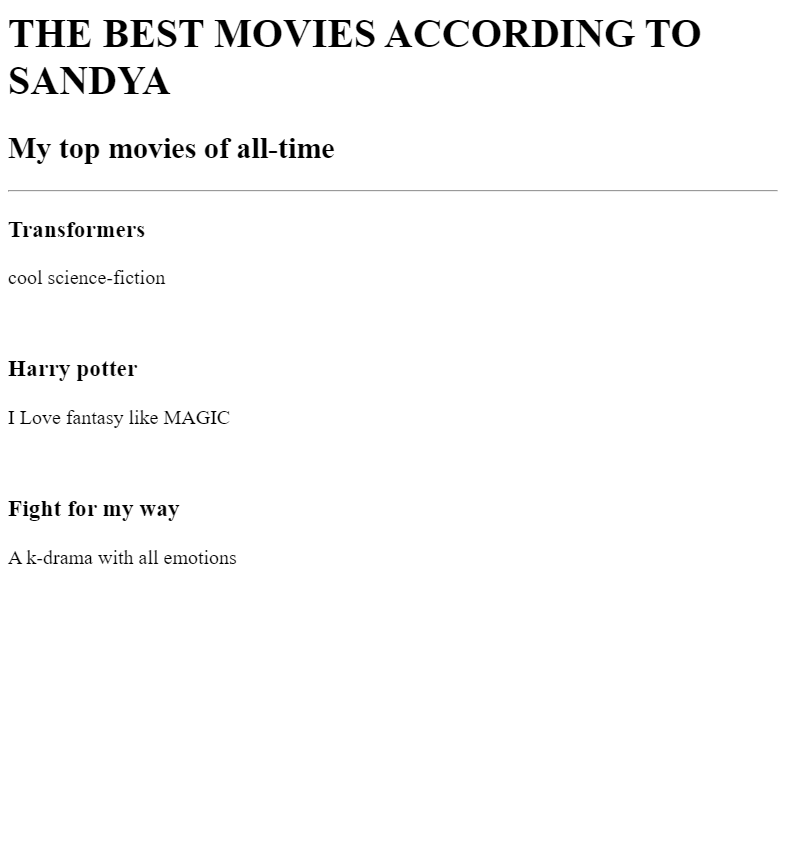 THE BEST MOVIES ACCORDING TO
SANDYA
My top movies of all-time
Transformers
cool science-fiction
Harry potter
I Love fantasy like MAGIC
Fight for my way
A k-drama with all emotions